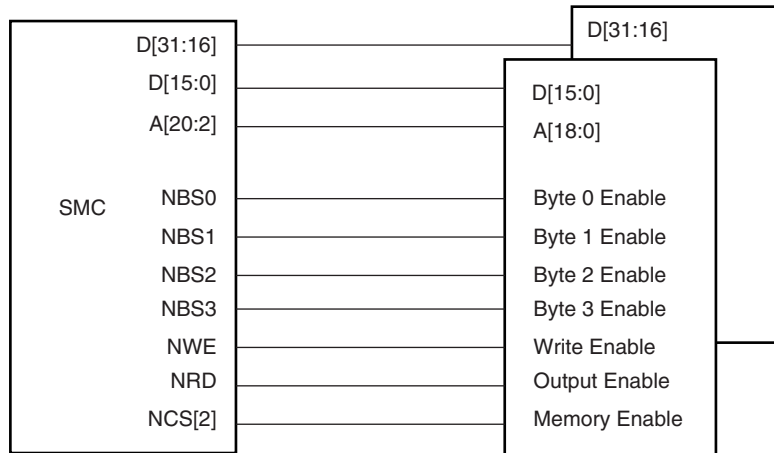 D[31:16] D[31:16]
D[15:0] D[15:0]
A[20:2] A[18:0]
NBS0 Byte 0 Enable
SMC
NBS1 Byte 1 Enable
NBS2 Byte 2 Enable
NBS3 Byte 3 Enable
NWE Write Enable
NRD Output Enable
NCS[2] Memory Enable